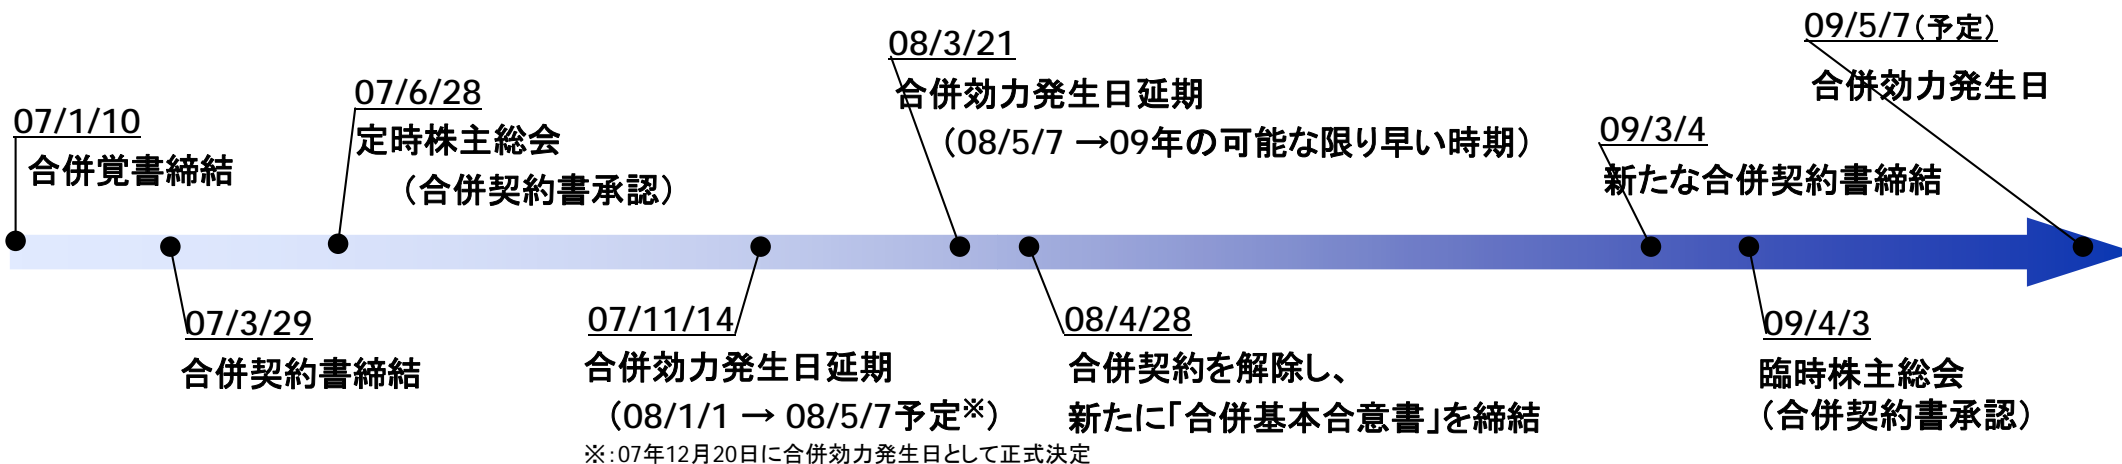 07/1/10
合併覚書締結
07/3/29
合併契約書締結
07/6/28
定時株主総会
（合併契約書承認）
07/11/14
合併効力発生日延期
（08/1/1 → 08/5/7予定※）
※：07年12月20日に合併効力発生日として正式決定
08/3/21
合併効力発生日延期
（08/5/7 →09年の可能な限り早い時期）
08/4/28
合併契約を解除し、
新たに「合併基本合意書」を締結
09/3/4
新たな合併契約書締結
09/4/3
臨時株主総会
（合併契約書承認）
09/5/7（予定）
合併効力発生日